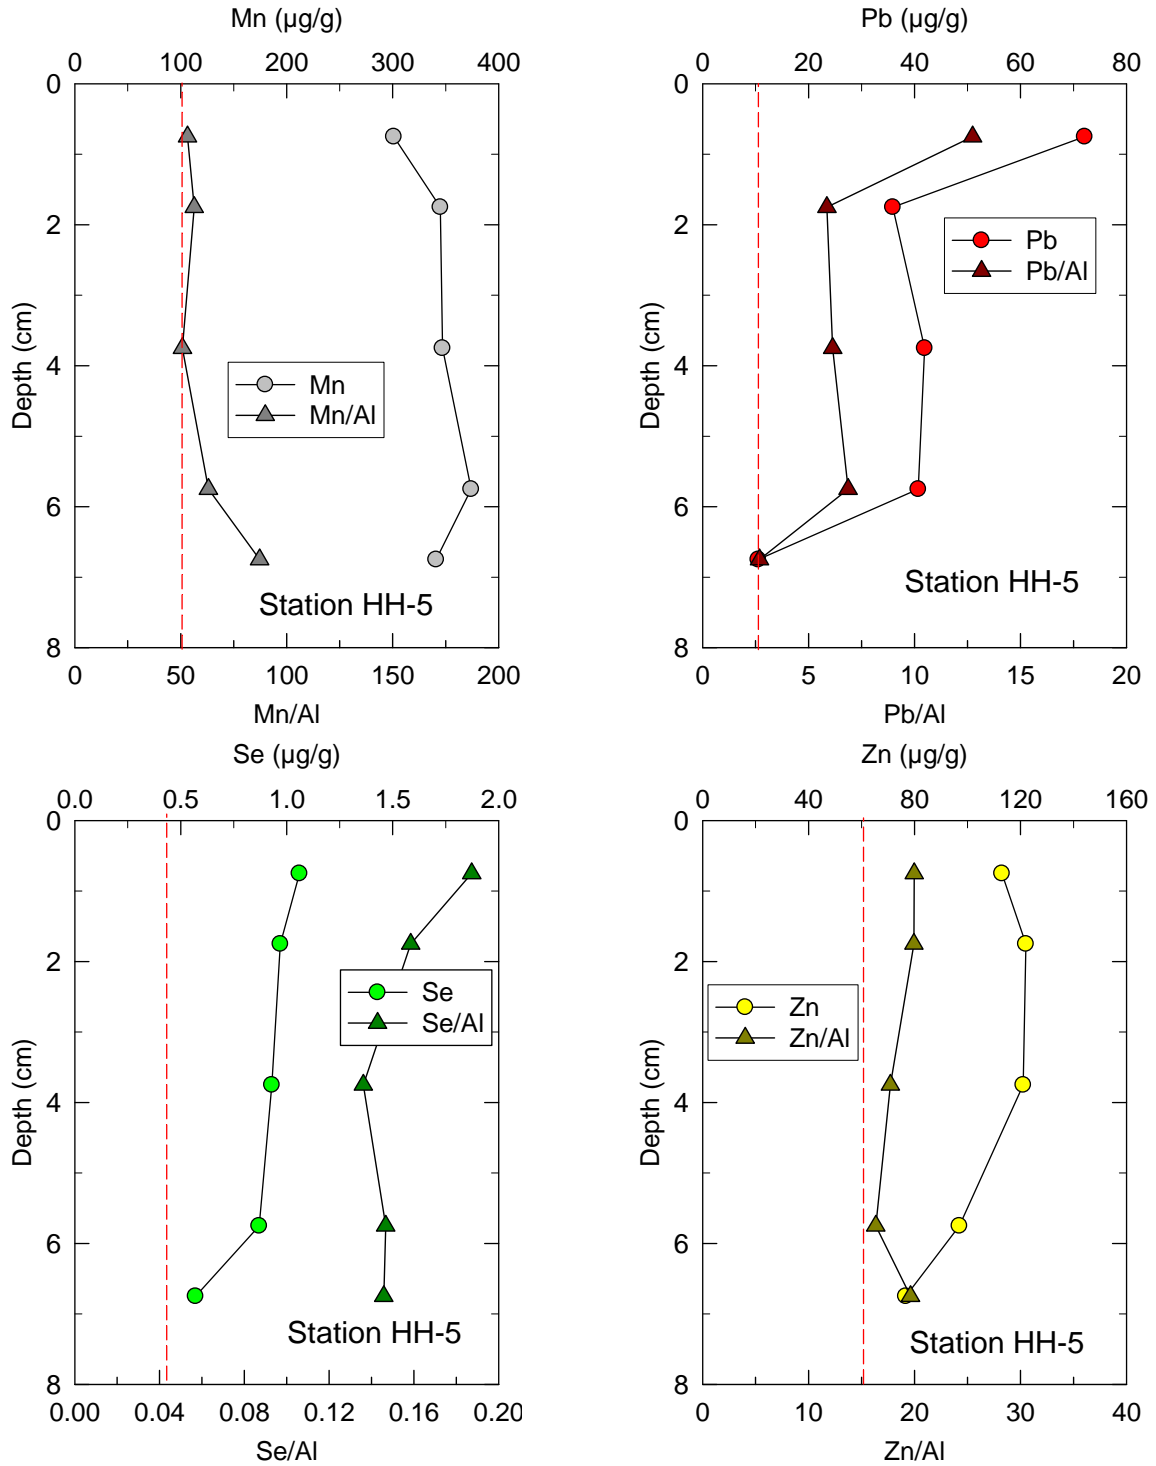 Mn (µg/g)
0 100 200 300 400
0
2
4
6
8
Depth (cm)
Mn
Mn/Al
Station HH-5
0 50 100 150 200
Mn/Al
Pb (µg/g)
0 20 40 60 80
0
2
4
6
8
Depth (cm)
Pb
Pb/Al
Station HH-5
0 5 10 15 20
Pb/Al
Se (µg/g)
0.0 0.5 1.0 1.5 2.0
0
2
4
6
8
Depth (cm)
Se
Se/Al
Station HH-5
0.00 0.04 0.08 0.12 0.16 0.20
Se/Al
Zn (µg/g)
0 40 80 120 160
0
2
4
6
8
Depth (cm)
Zn
Zn/Al
Station HH-5
0 10 20 30 40
Zn/Al